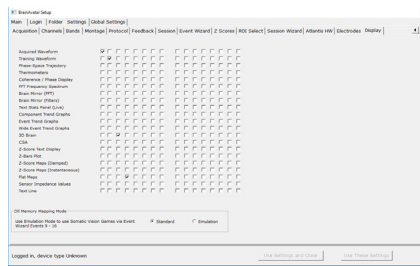 BrainAvatar Setup
Main Login Folder Settings Global Settings
Acquisition Channels Bands Montage Protocol Feedback Session Event Wizard Z Scores ROI Select Session Wizard Atlantis HW Electrodes Display
Acquired Waveform
Training Waveform
Phase-Space Trajectory
Thermometers
Coherence / Phase Display
FFT Frequency Spectrum
Brain Mirror (FFT)
Brain Mirror (Filters)
Text Stats Panel (Live)
Component Trend Graphs
Event Trend Graphs
Wide Event Trend Graphs
3D Brain
CSA
Z-Score Text Display
Z-Bars Plot
Z-Score Maps (Damped)
Z-Score Maps (Instantaneous)
Flat Maps
Sensor Impedance Values
Text Line
DR Memory Mapping Mode
Use Emulation Mode to use Somatic Vision Games via Event Wizard Events 9 - 16
Standard Emulation
Logged in, device type Unknown
Use Settings and Close Use These Settings